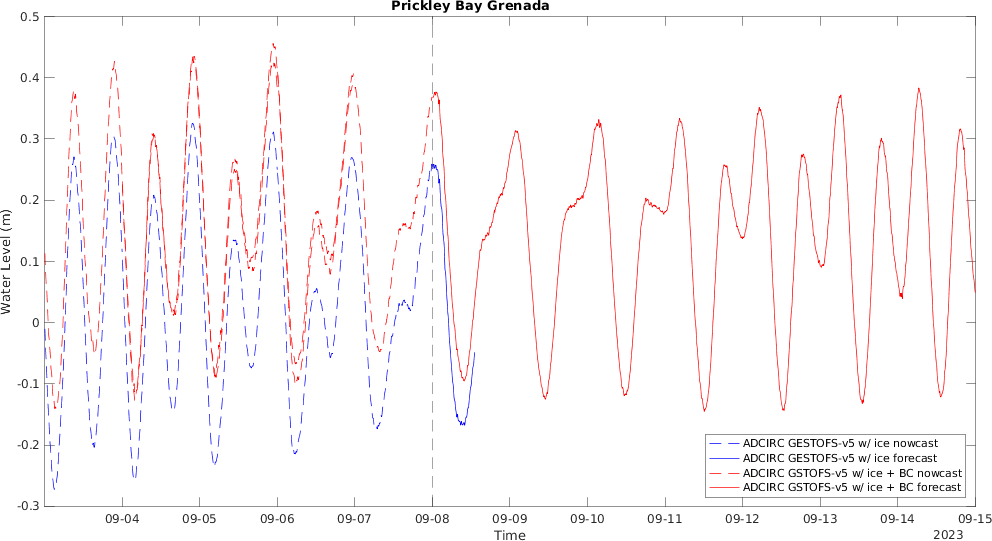 Prickley Bay Grenada
0.5
0.4
0.3
0.2
0.1
0
-0.1
-0.2
-0.3
Water Level (m)
ADCIRC GESTOFS-v5 w/ ice nowcast
ADCIRC GESTOFS-v5 w/ ice forecast
ADCIRC GSTOFS-v5 w/ ice + BC nowcast
ADCIRC GSTOFS-v5 w/ ice + BC forecast
09-04 09-05 09-06 09-07 09-08 09-09 09-10 09-11 09-12 09-13 09-14 09-15
Time
2023